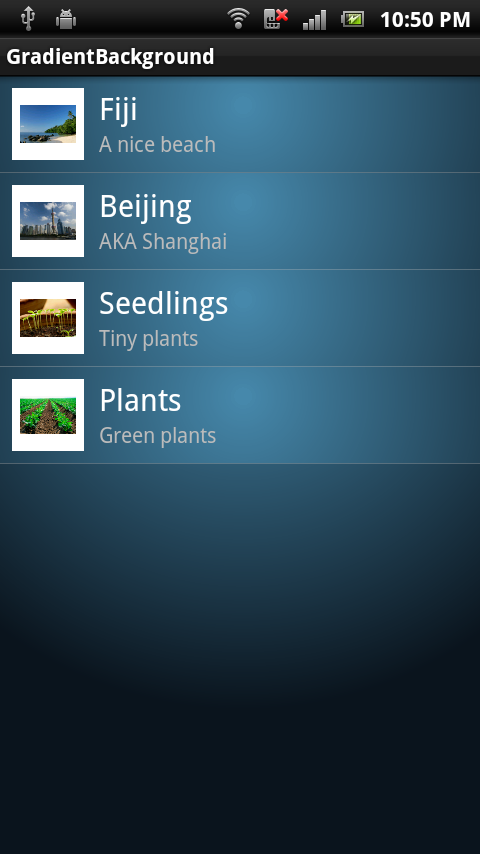 10:50 PM
GradientBackground
Fiji
A nice beach
Beijing
AKA Shanghai
Seedlings
Tiny plants
Plants
Green plants